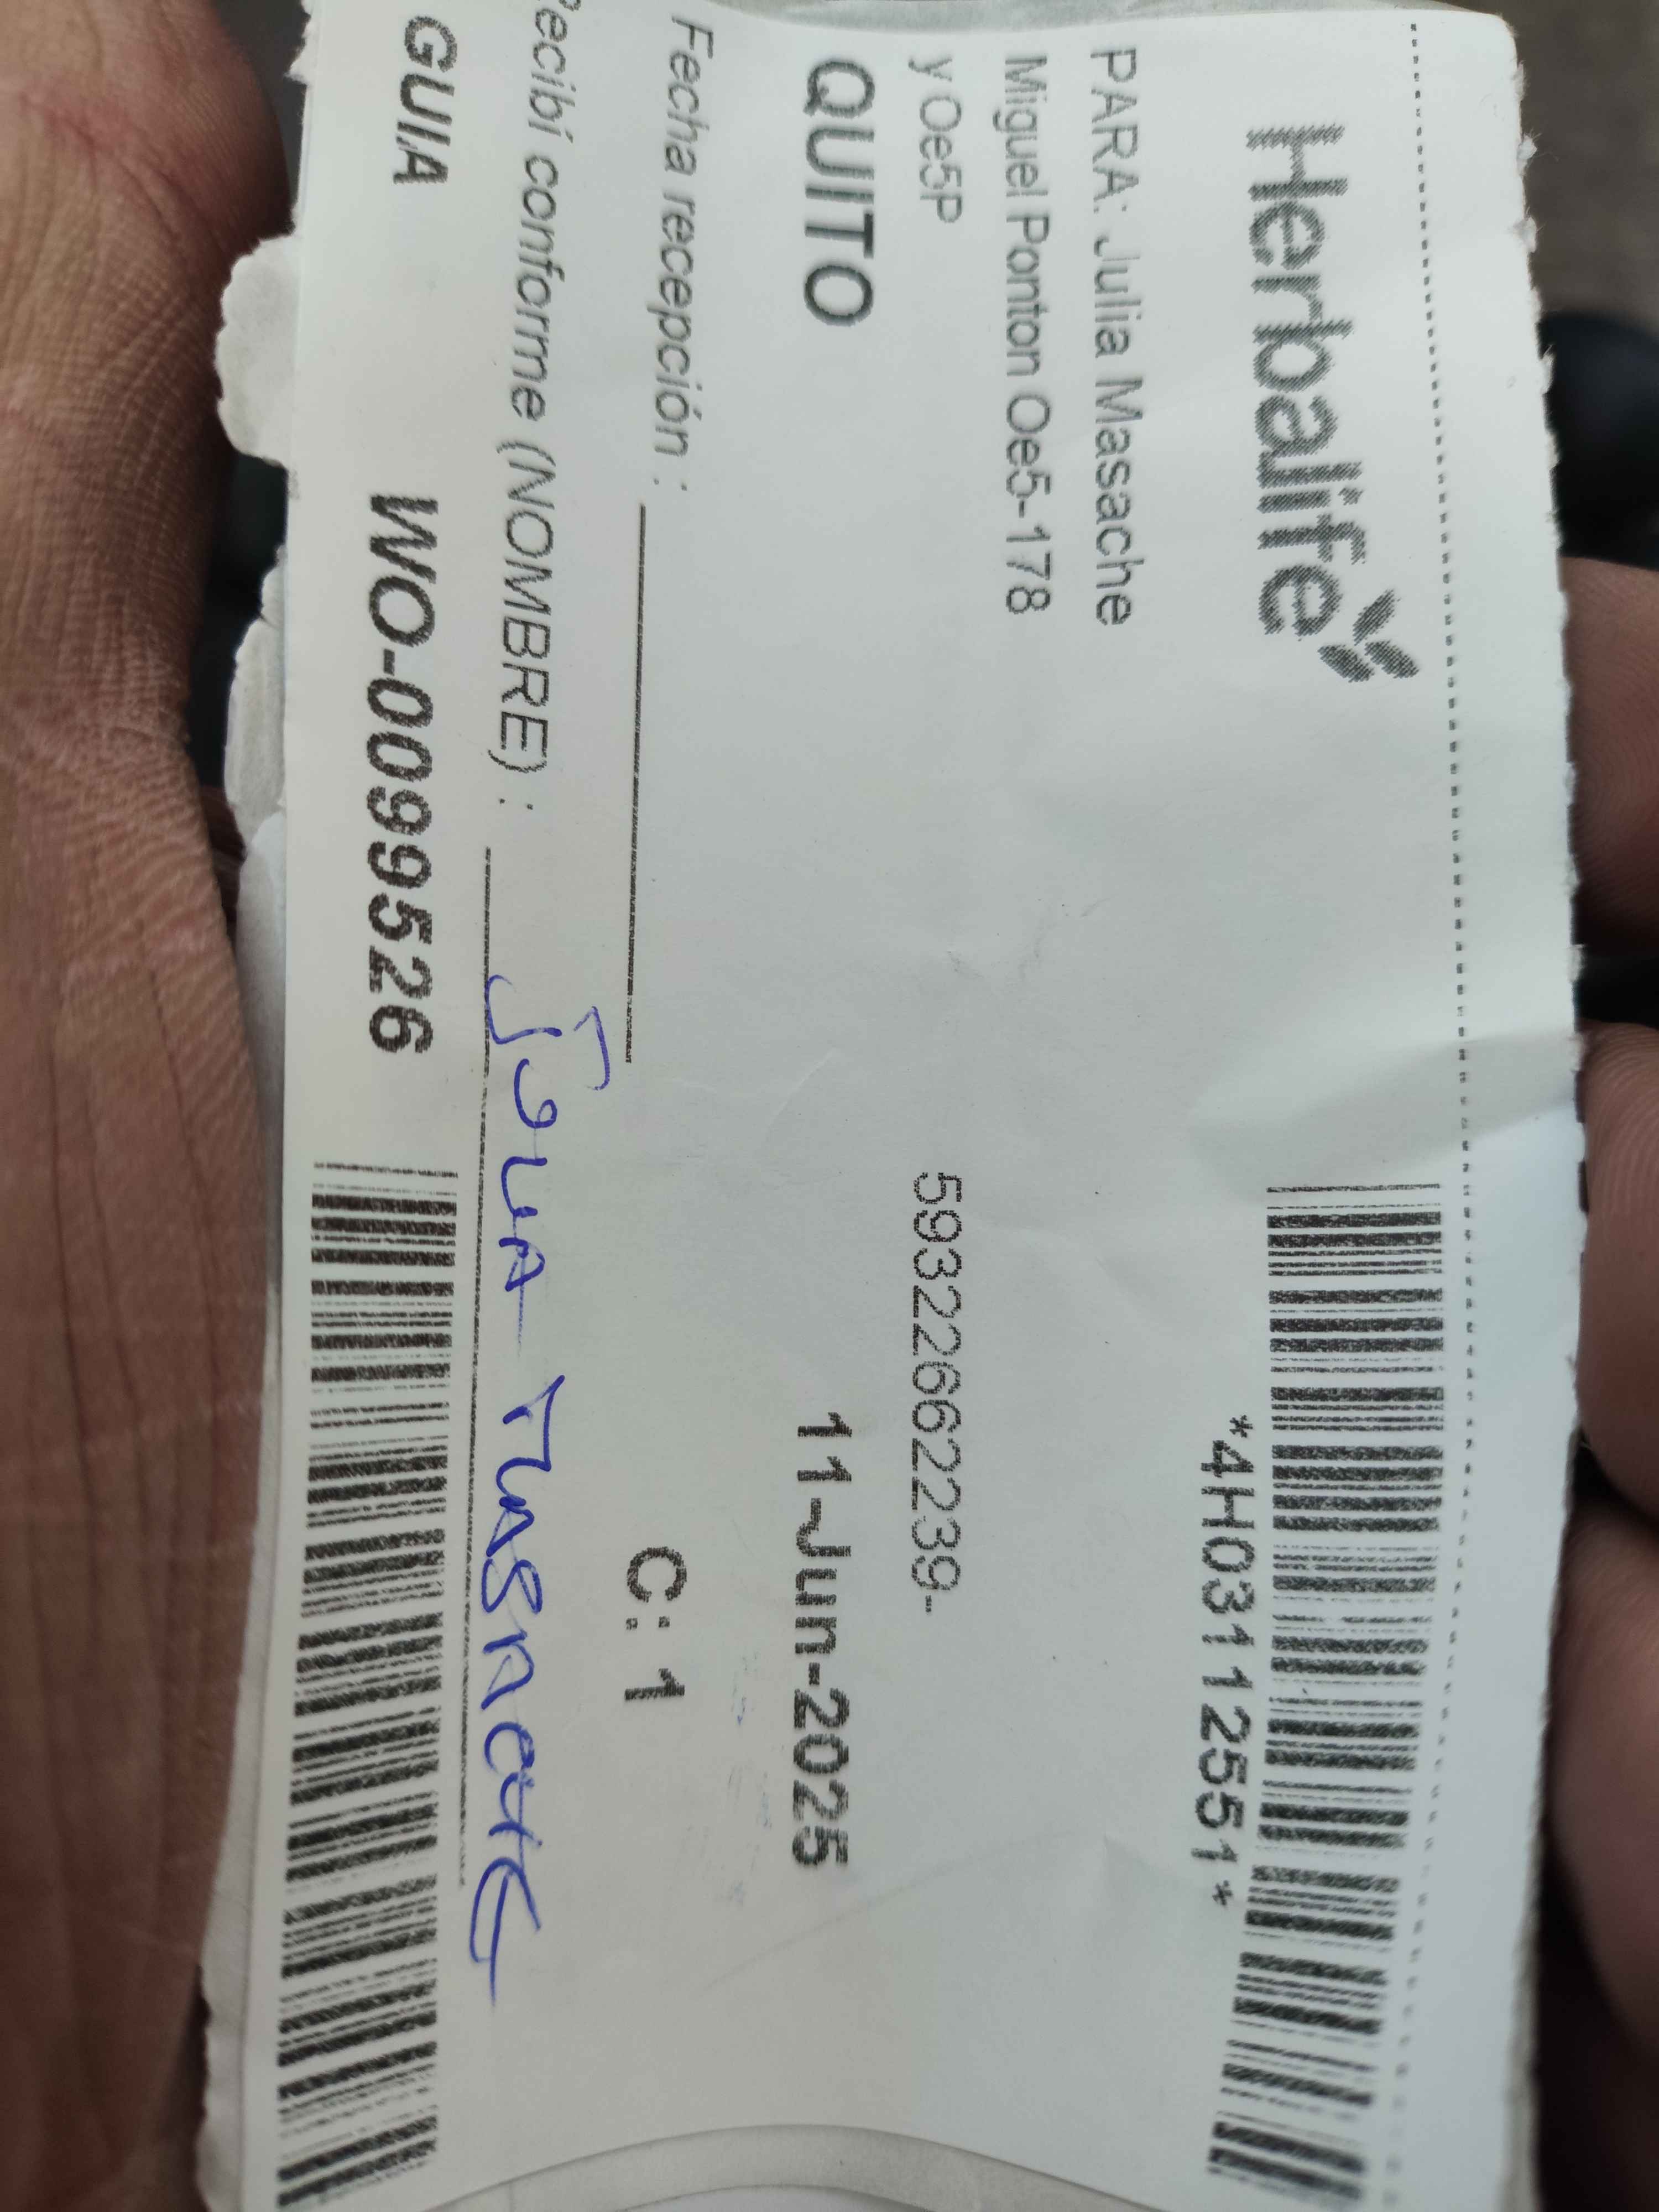 Herbalife
*4H03112551*
PARA: Julia Masache
Miguel Ponton Oe5-178
y Oe5P
59322662239-
QUITO
11-Jun-2025
Fecha recepción :
C: 1
Recibí conforme (NOMBRE) :
GUIA WO-0099526